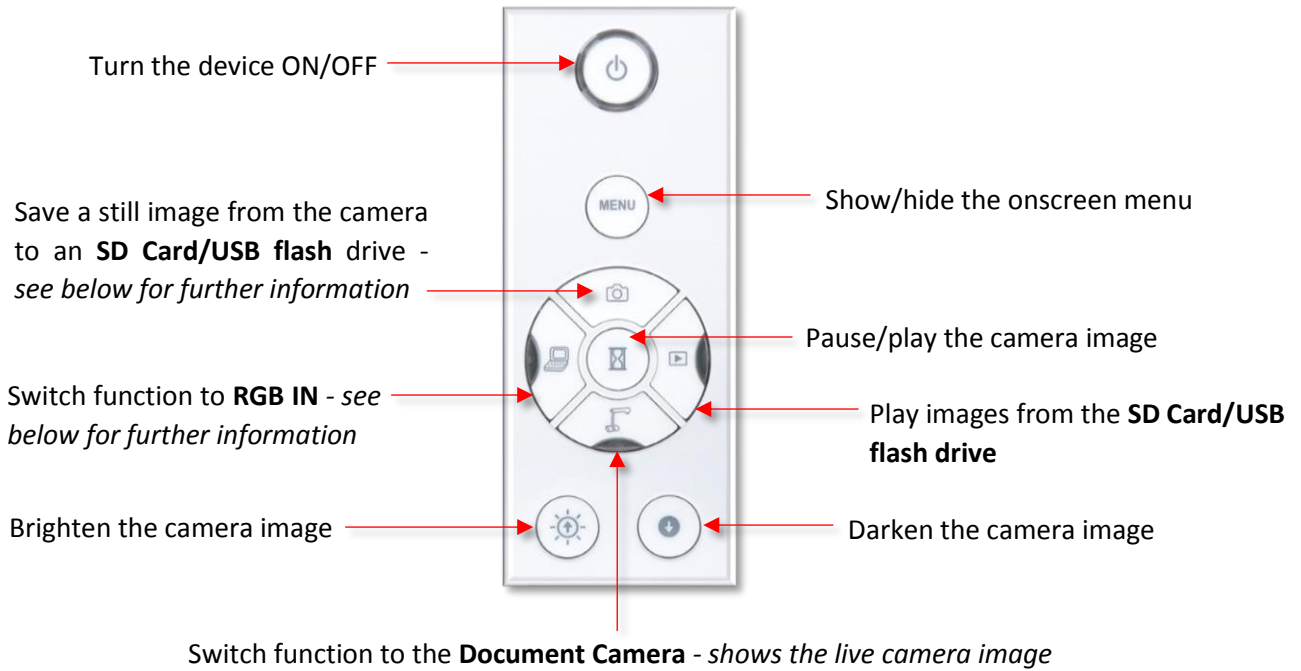 Turn the device ON/OFF
MENU
Show/hide the onscreen menu
Save a still image from the camera
to an SD Card/USB flash drive -
see below for further information
Pause/play the camera image
Switch function to RGB IN - see
below for further information
Play images from the SD Card/USB
flash drive
Brighten the camera image
Darken the camera image
Switch function to the Document Camera - shows the live camera image